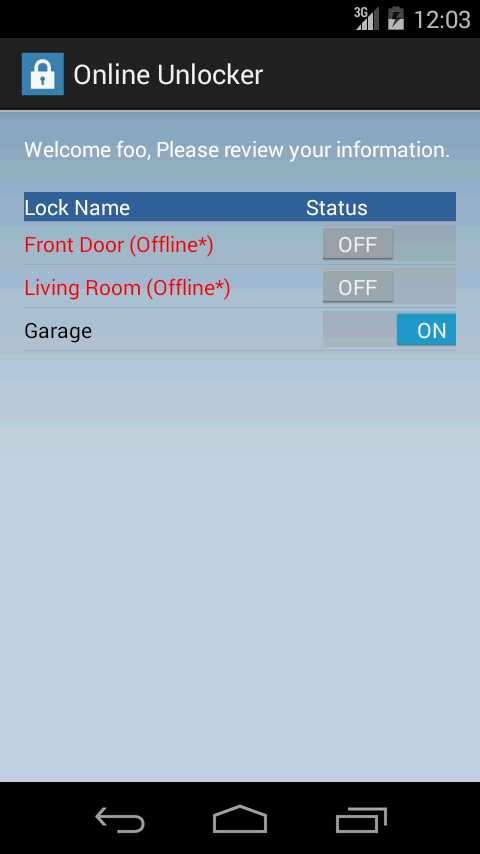 3G 12:03
Online Unlocker
Welcome foo, Please review your information.
Lock Name Status
Front Door (Offline*) OFF
Living Room (Offline*) OFF
Garage ON